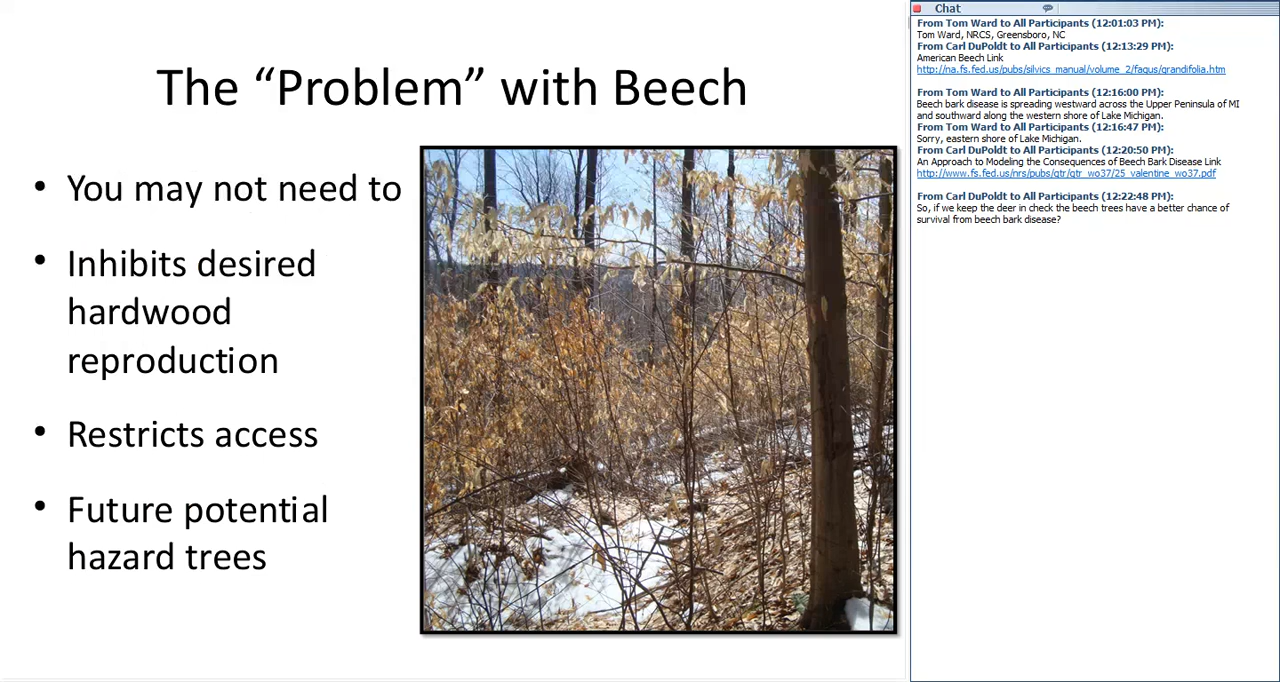 The “Problem” with Beech
• You may not need to
• Inhibits desired
hardwood
reproduction
• Restricts access
• Future potential
hazard trees
Chat
From Tom Ward to All Participants (12:01:03 PM):
Tom Ward, NRCS, Greensboro, NC
From Carl DuPoldt to All Participants (12:13:29 PM):
American Beech Link
http://na.fs.fed.us/pubs/silvics_manual/volume_2/fagus/grandifolia.htm
From Tom Ward to All Participants (12:16:00 PM):
Beech bark disease is spreading westward across the Upper Peninsula of MI
and southward along the western shore of Lake Michigan.
From Tom Ward to All Participants (12:16:47 PM):
Sorry, eastern shore of Lake Michigan.
From Carl DuPoldt to All Participants (12:20:50 PM):
An Approach to Modeling the Consequences of Beech Bark Disease Link
http://www.fs.fed.us/nrs/pubs/gtr/gtr_wo37/25_valentine_wo37.pdf
From Carl DuPoldt to All Participants (12:22:48 PM):
So, if we keep the deer in check the beech trees have a better chance of
survival from beech bark disease?